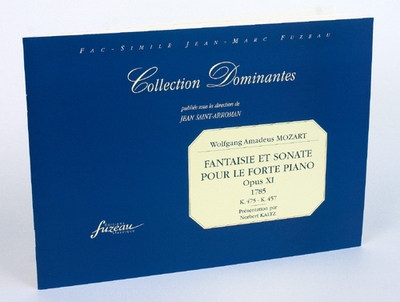 Fac-Simile Jean-Marc Fuzeau
Collection Dominantes
publiée sous la direction de
JEAN SAINT-ARROMAN
Wolfgang Amadeus MOZART
FANTAISIE ET SONATE
POUR LE FORTE PIANO
Opus XI
1785
K. 475 - K. 457
Présentation par
Norbert KALTZ
fuzeau